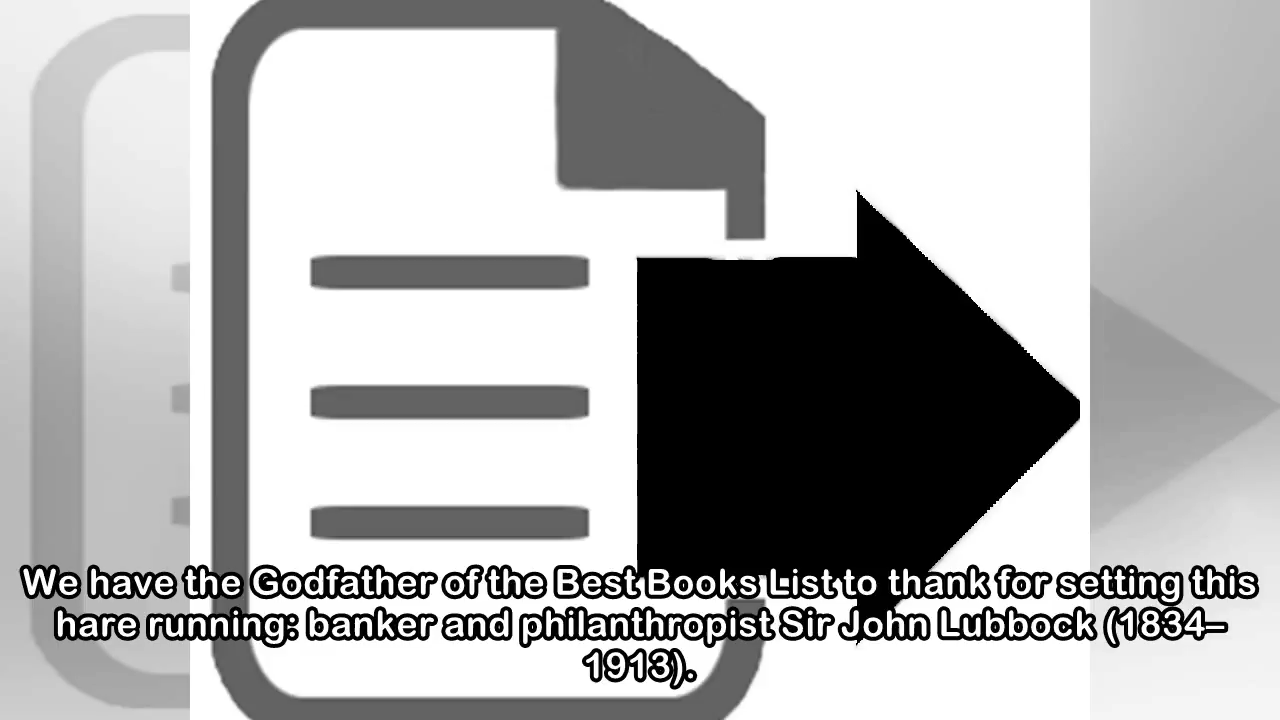 We have the Godfather of the Best Books List to thank for setting this
hare running: banker and philanthropist Sir John Lubbock (1834–
1913).